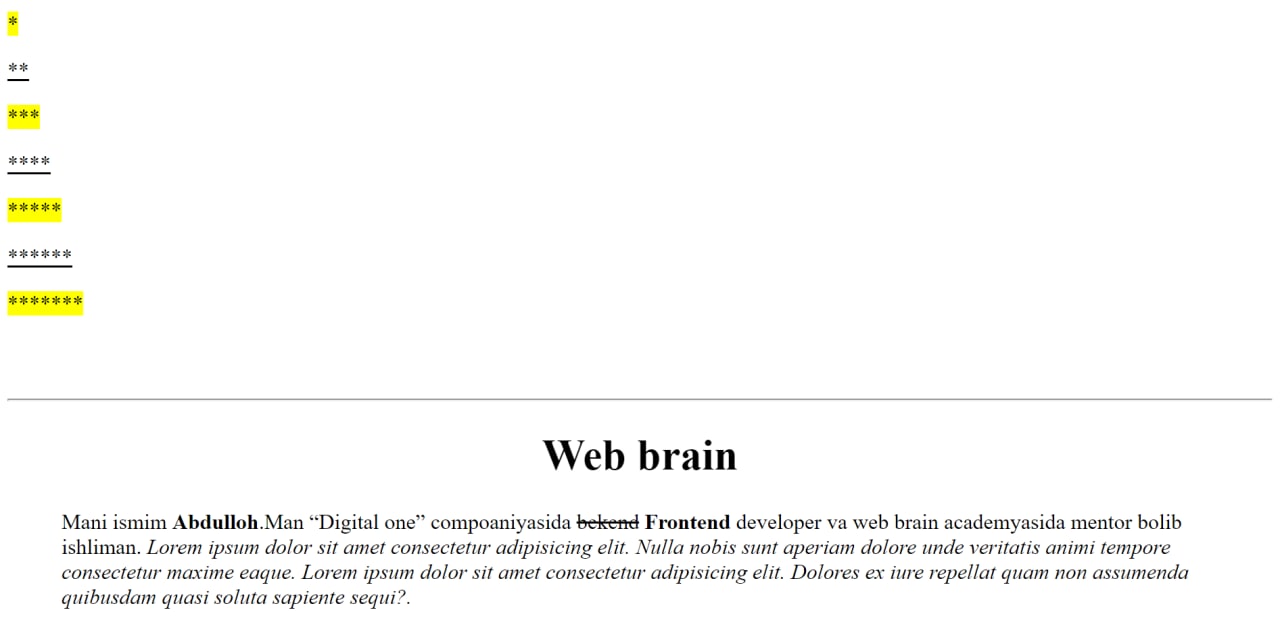 *
**
***
****
*****
******
*******
Web brain
Mani ismim Abdulloh.Man “Digital one” compoaniyasida bekend Frontend developer va web brain academyasida mentor bolib
ishliman. Lorem ipsum dolor sit amet consectetur adipisicing elit. Nulla nobis sunt aperiam dolore unde veritatis animi tempore
consectetur maxime eaque. Lorem ipsum dolor sit amet consectetur adipisicing elit. Dolores ex iure repellat quam non assumenda
quibusdam quasi soluta sapiente sequi?.